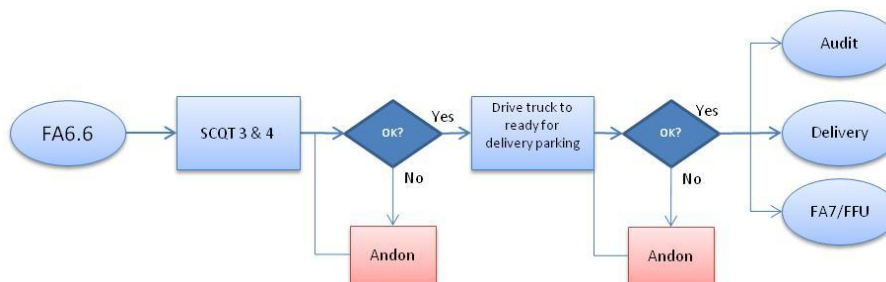 FA6.6
SCQT 3 & 4
OK?
Yes
No
Andon
Drive truck to
ready for
delivery parking
OK?
Yes
No
Andon
Audit
Delivery
FA7/FFU